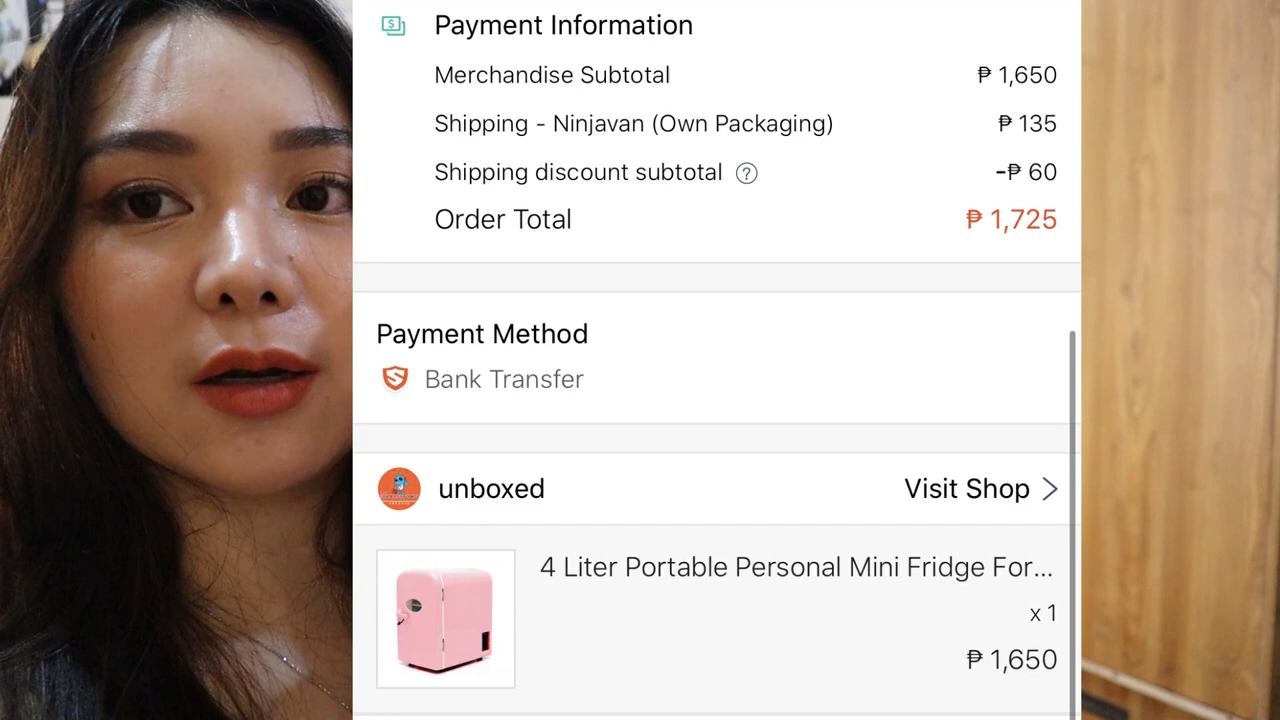 Payment Information
Merchandise Subtotal ₱ 1,650
Shipping - Ninjavan (Own Packaging) ₱ 135
Shipping discount subtotal ? -₱ 60
Order Total ₱ 1,725
Payment Method
Bank Transfer
unboxed Visit Shop >
4 Liter Portable Personal Mini Fridge For...
x 1
₱ 1,650